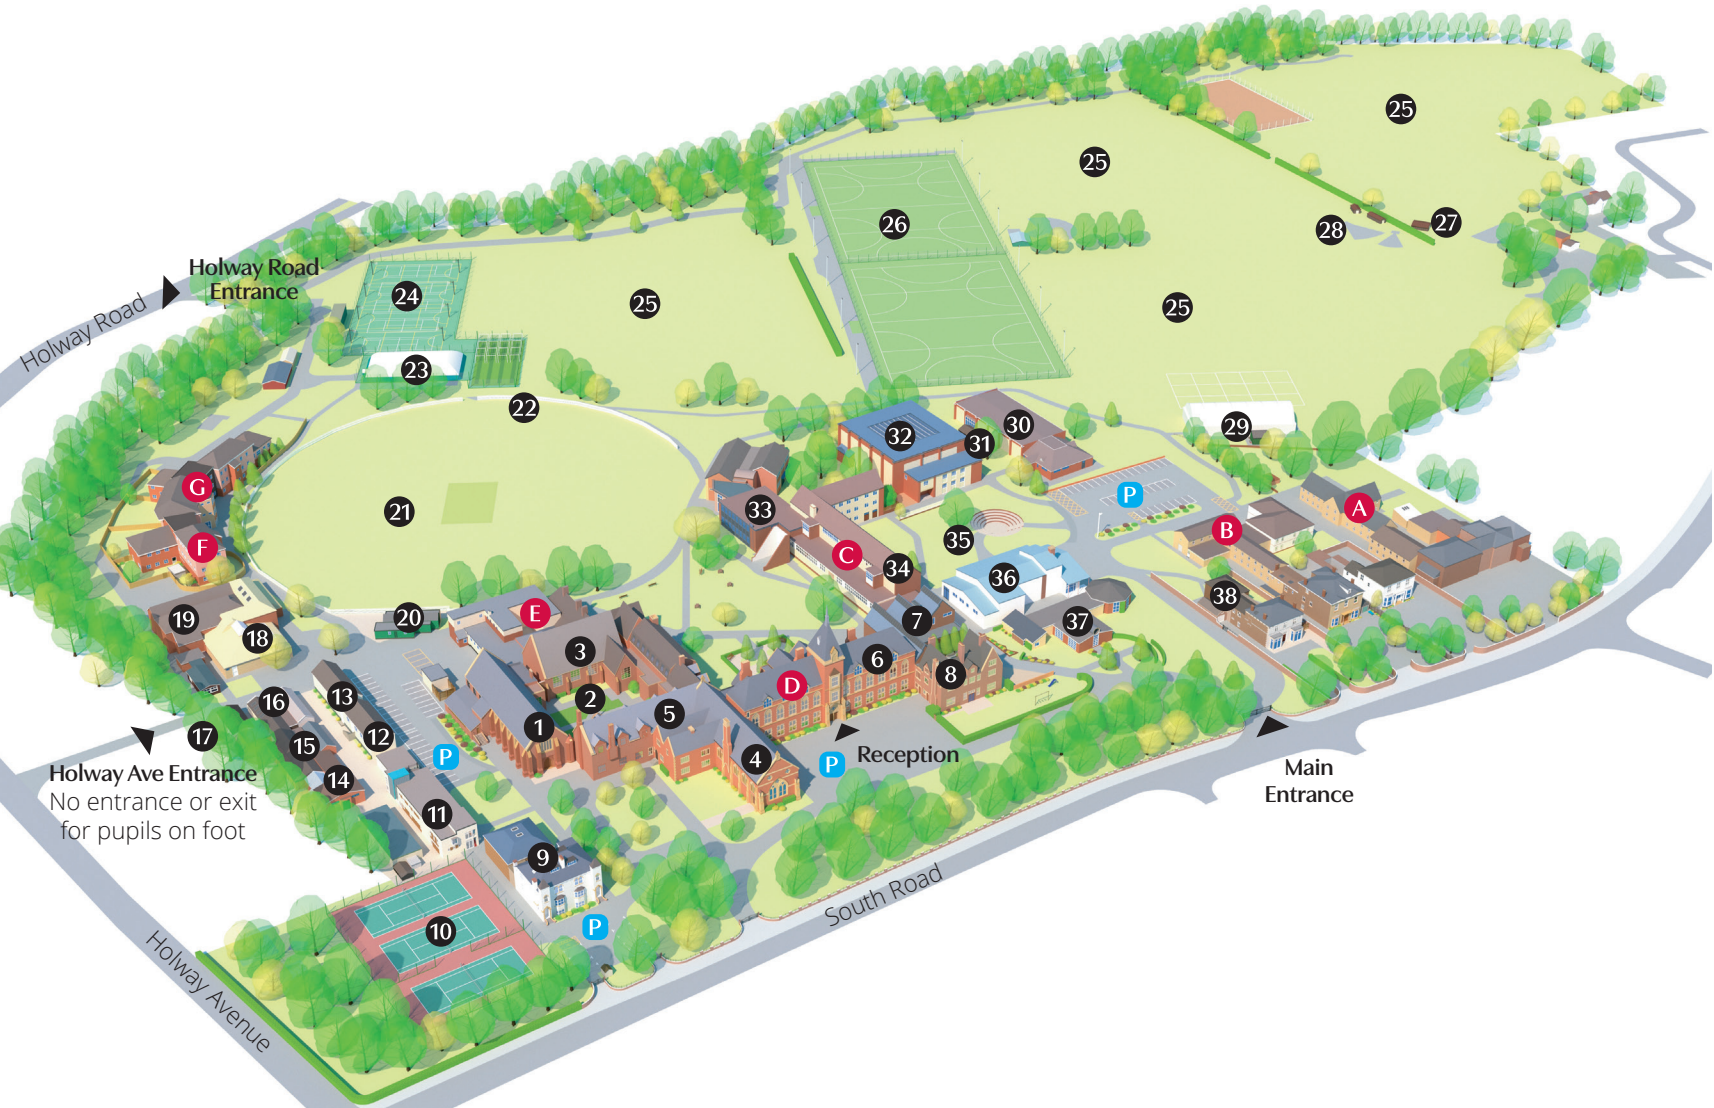 25
25
26
27
28
Holway Road
Entrance
Holway Road
24
25
25
23
22
29
30
32
31
G
P
A
21
33
B
F
C
35
34
36
38
E
20
19
18
7
37
3
6
8
13
D
16
2
5
1
17
15
12
P
4
Reception
P
Holway Ave Entrance
No entrance or exit
for pupils on foot
14
Main
Entrance
11
9
South Road
10
P
Holway Avenue